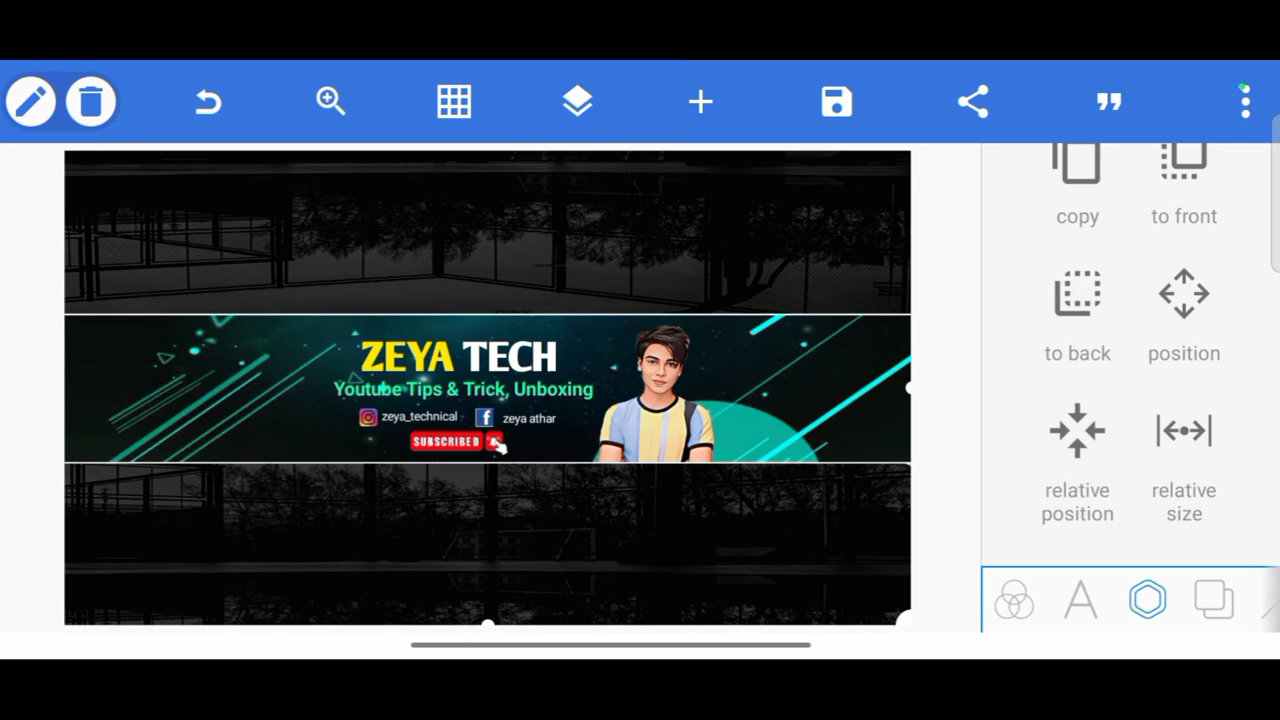 copy
to front
ZEYA TECH
Youtube Tips & Trick, Unboxing
zeya_technical
zeya athar
SUBSCRIBED
to back
position
relative position
relative size